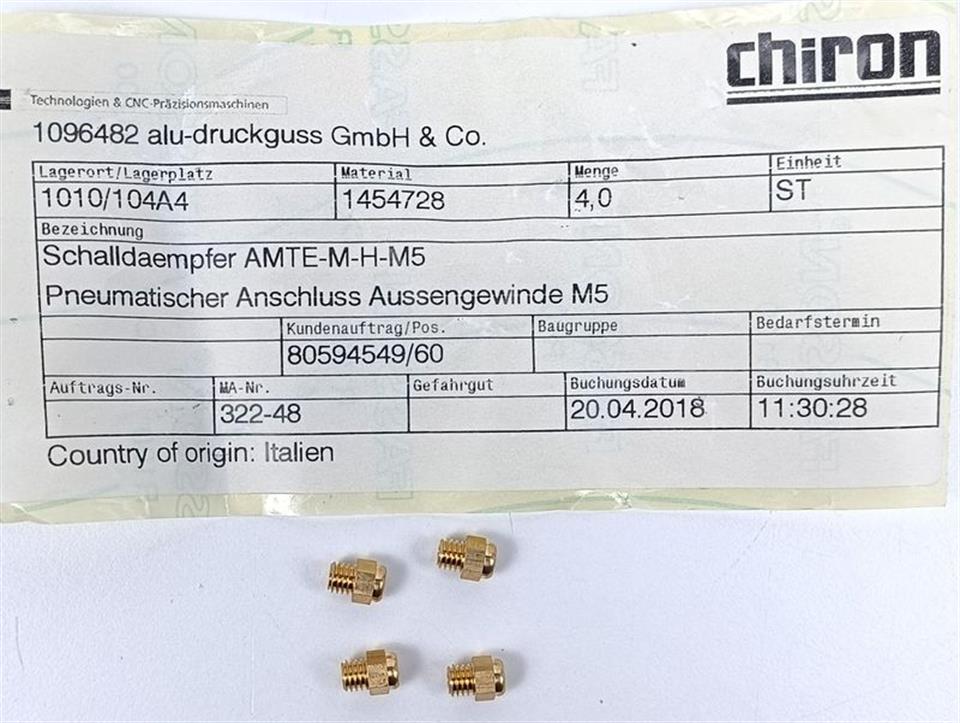 chiron
Technologien & CNC-Präzisionsmaschinen
1096482 alu-druckguss GmbH & Co.
Lagerort/Lagerplatz Material Menge Einheit
1010/104A4 1454728 4,0 ST
Bezeichnung
Schalldaempfer AMTE-M-H-M5
Pneumatischer Anschluss Aussengewinde M5
Kundenauftrag/Pos. Baugruppe Bedarfstermin
80594549/60
Auftrags-Nr. MA-Nr. Gefahrgut Buchungsdatum Buchungsuhrzeit
322-48 20.04.2018 11:30:28
Country of origin: Italien